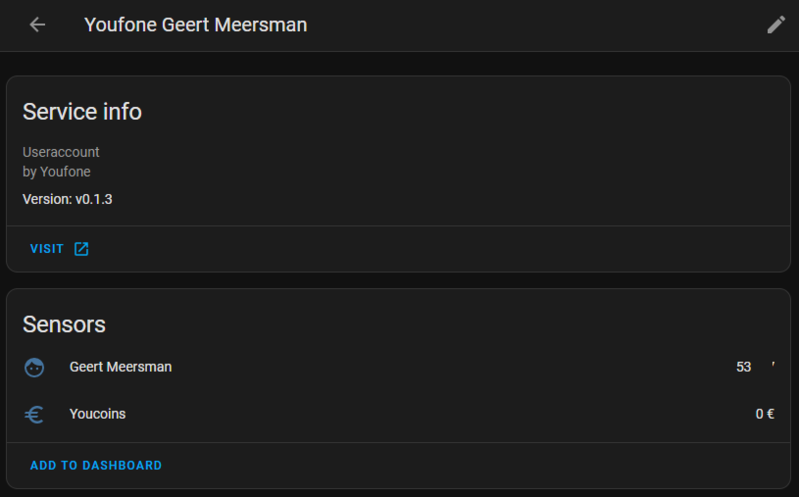 Youfone Geert Meersman
Service info
Useraccount
by Youfone
Version: v0.1.3
VISIT
Sensors
Geert Meersman 53
Youcoins 0 €
ADD TO DASHBOARD